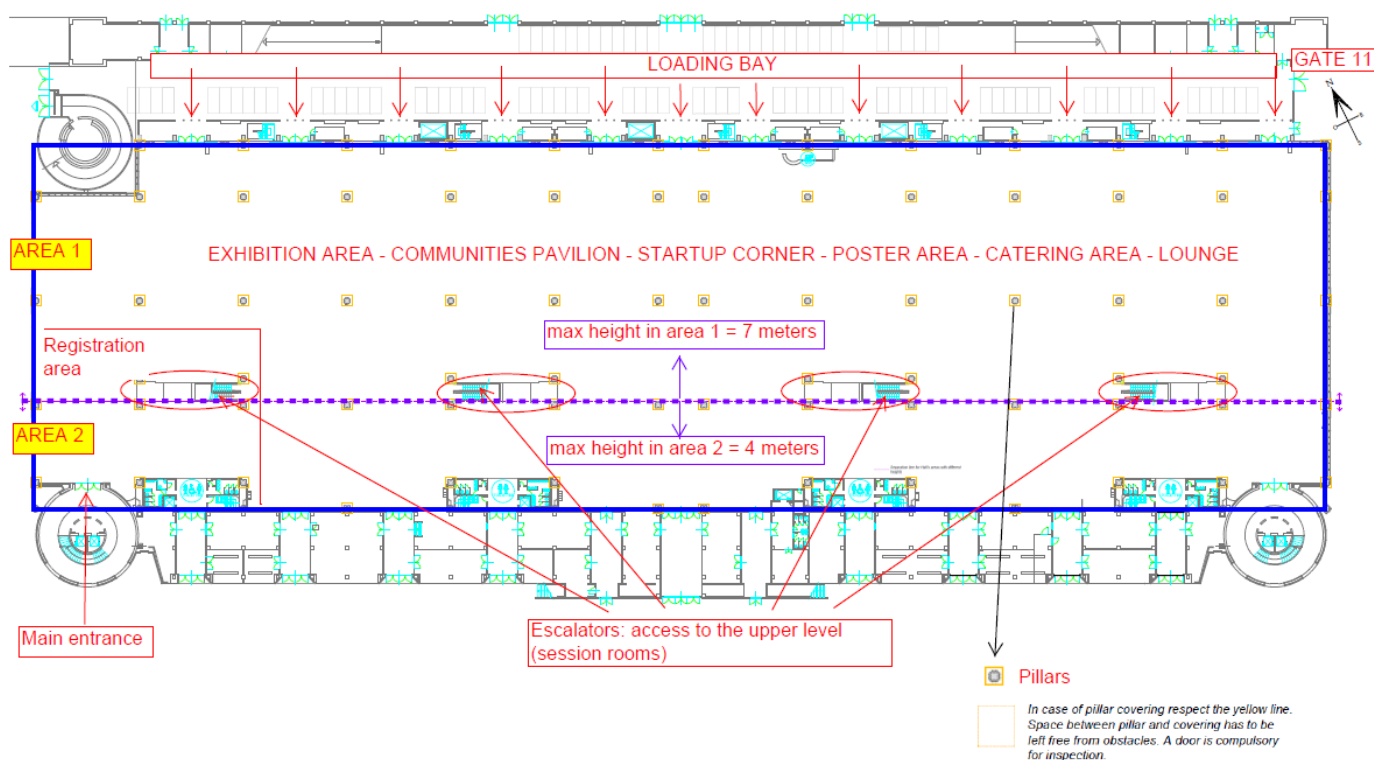 LOADING BAY
GATE 11
N
AREA 1
EXHIBITION AREA - COMMUNITIES PAVILION - STARTUP CORNER - POSTER AREA - CATERING AREA - LOUNGE
max height in area 1 = 7 meters
Registration
area
AREA 2
max height in area 2 = 4 meters
Main entrance
Escalators: access to the upper level
(session rooms)
Pillars
In case of pillar covering respect the yellow line.
Space between pillar and covering has to be
left free from obstacles. A door is compulsory
for inspection.